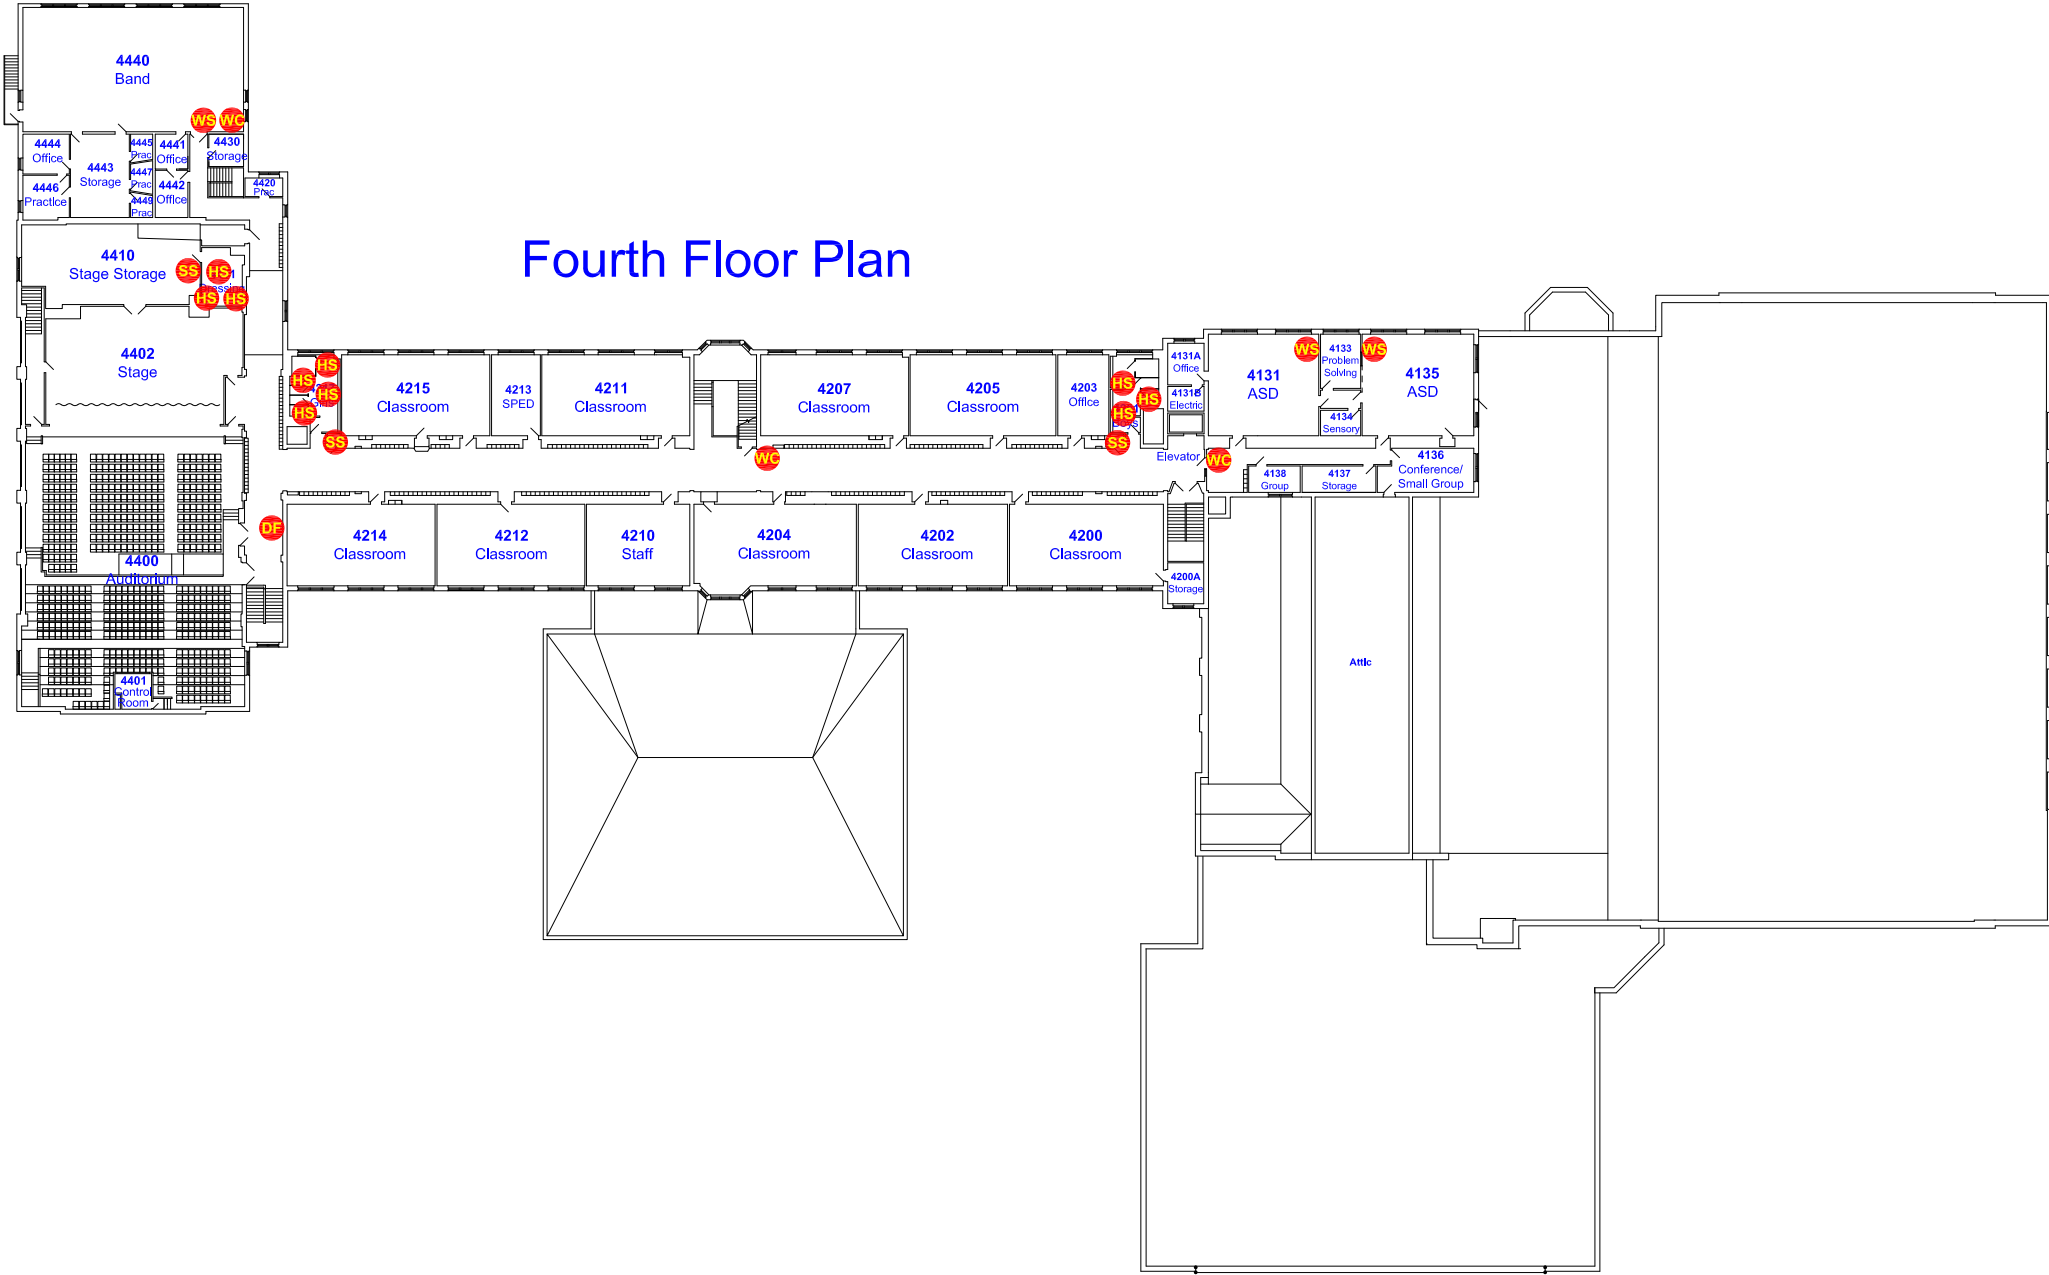 Fourth Floor Plan
4440
Band
WS
WC
4444
Office
4443
Storage
4445
Prac
4441
Office
4430
Storage
4446
Practice
4447
Prac
4442
Office
4449
Prac
4420
Prac
4410
Stage Storage
SS
HS
1
Dressing
HS
HS
4402
Stage
HS
HS
HS
HS
Girls
SS
4215
Classroom
4213
SPED
4211
Classroom
4207
Classroom
4205
Classroom
4203
Office
HS
HS
HS
Boys
SS
WC
4131A
Office
4131B
Electric
Elevator
WC
4131
ASD
WS
4133
Problem
Solving
WS
4135
ASD
4134
Sensory
4138
Group
4137
Storage
4136
Conference/
Small Group
DF
4400
Auditorium
4401
Control
Room
4214
Classroom
4212
Classroom
4210
Staff
4204
Classroom
4202
Classroom
4200
Classroom
4200A
Storage
Attic